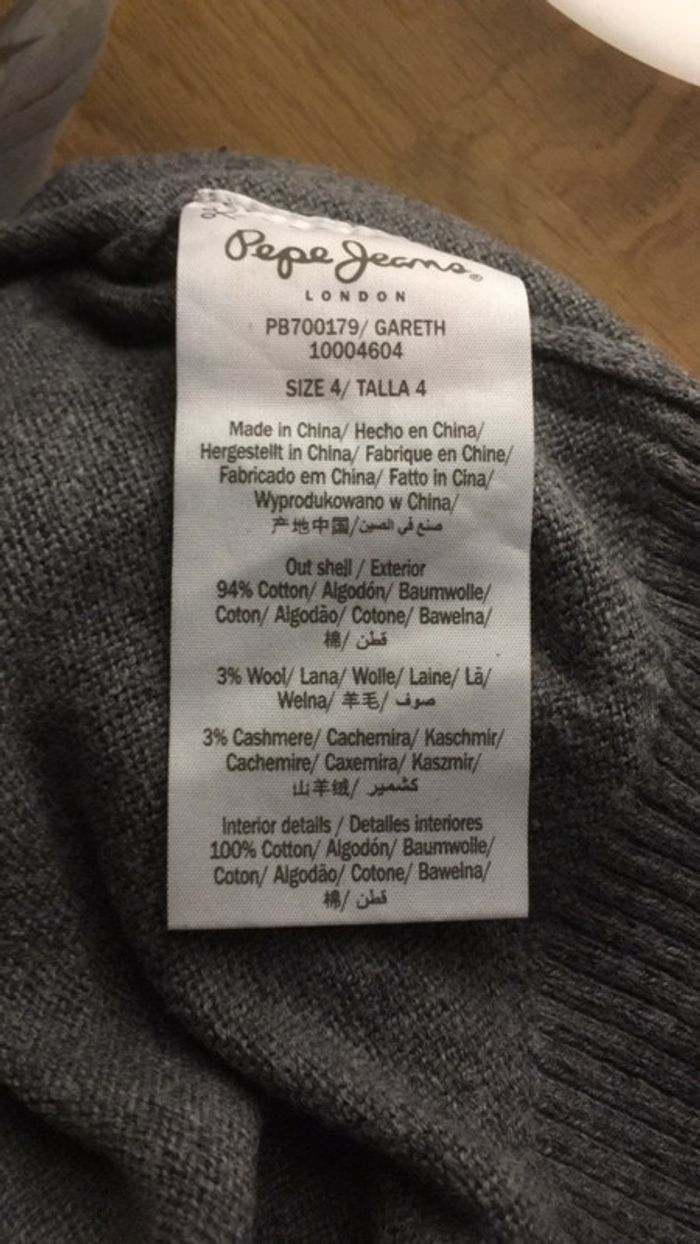 Pepe Jeans®
LONDON
PB700179/ GARETH
10004604
SIZE 4/ TALLA 4
Made in China/ Hecho en China/
Hergestellt in China/ Fabrique en Chine/
Fabricado em China/ Fatto in Cina/
Wyprodukowano w China/
产地中国/صنع في الصين
Out shell / Exterior
94% Cotton/ Algodón/ Baumwolle/
Coton/ Algodão/ Cotone/ Bawelna/
棉/ قطن
3% Wool/ Lana/ Wolle/ Laine/ Lã/
Welna/ 羊毛/ صوف
3% Cashmere/ Cachemira/ Kaschmir/
Cachemire/ Caxemira/ Kaszmir/
山羊绒/ كشمير
Interior details / Detalles interiores
100% Cotton/ Algodón/ Baumwolle/
Coton/ Algodão/ Cotone/ Bawelna/
棉/ قطن